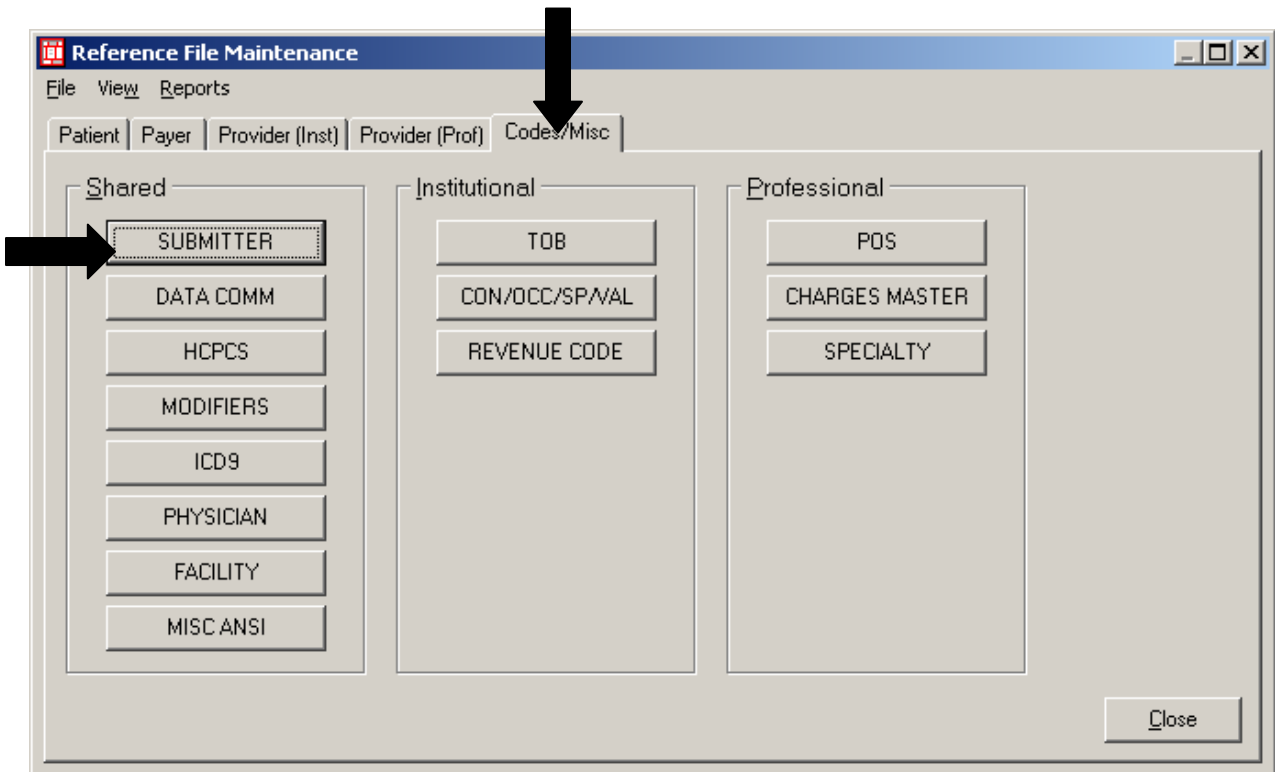 Reference File Maintenance
File View Reports
Patient Payer Provider (Inst) Provider (Prof) Codes/Misc
Shared
SUBMITTER
DATA COMM
HCPCS
MODIFIERS
ICD9
PHYSICIAN
FACILITY
MISC ANSI
Institutional
TOB
CON/OCC/SP/VAL
REVENUE CODE
Professional
POS
CHARGES MASTER
SPECIALTY
Close